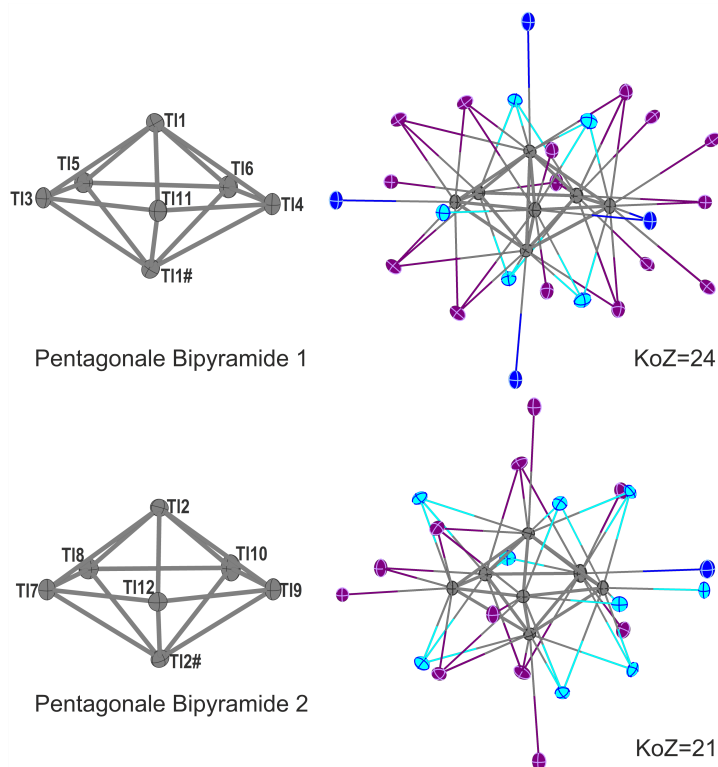 Tl1
Tl5
Tl6
Tl3
Tl11
Tl4
Tl1#
Pentagonale Bipyramide 1
KoZ=24
Tl2
Tl8
Tl10
Tl7
Tl12
Tl9
Tl2#
Pentagonale Bipyramide 2
KoZ=21